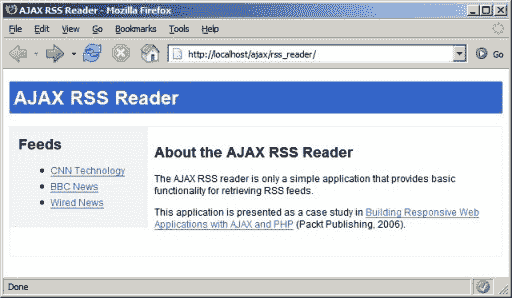 AJAX RSS Reader - Mozilla Firefox
File Edit View Go Bookmarks Tools Help
http://localhost/ajax/rss_reader/ Go
AJAX RSS Reader
Feeds
CNN Technology
BBC News
Wired News
About the AJAX RSS Reader
The AJAX RSS reader is only a simple application that provides basic
functionality for retrieving RSS feeds.
This application is presented as a case study in Building Responsive Web
Applications with AJAX and PHP (Packt Publishing, 2006).
Done